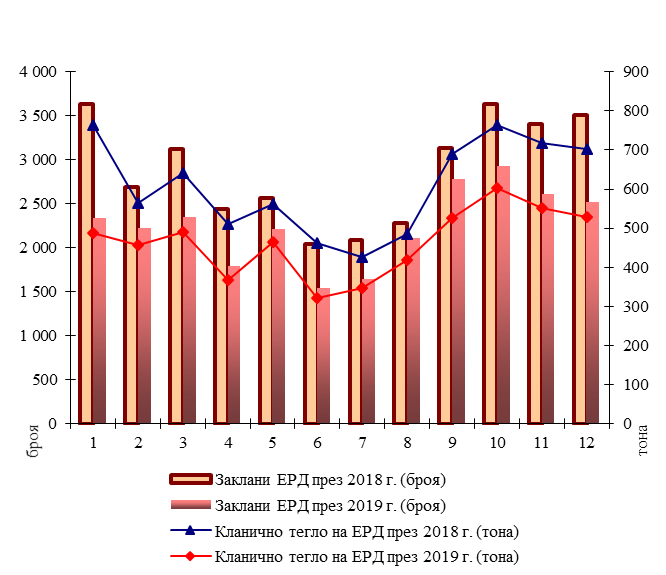 4 000
3 500
3 000
2 500
2 000
1 500
1 000
500
0
900
800
700
600
500
400
300
200
100
0
броя
1 2 3 4 5 6 7 8 9 10 11 12
тона
Заклани ЕРД през 2018 г. (броя)
Заклани ЕРД през 2019 г. (броя)
Кланично тегло на ЕРД през 2018 г. (тона)
Кланично тегло на ЕРД през 2019 г. (тона)